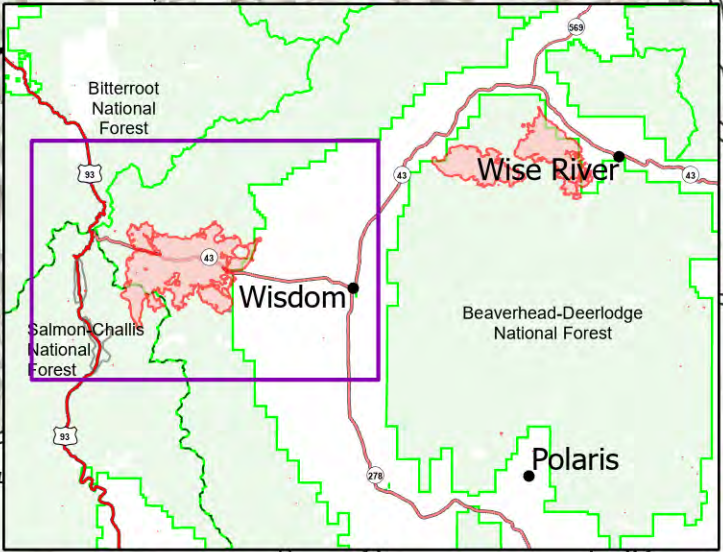 569
Bitterroot
National
Forest
93
43
Wise River
43
43
Wisdom
Beaverhead-Deerlodge
National Forest
Salmon-Challis
National
Forest
93
Polaris
278